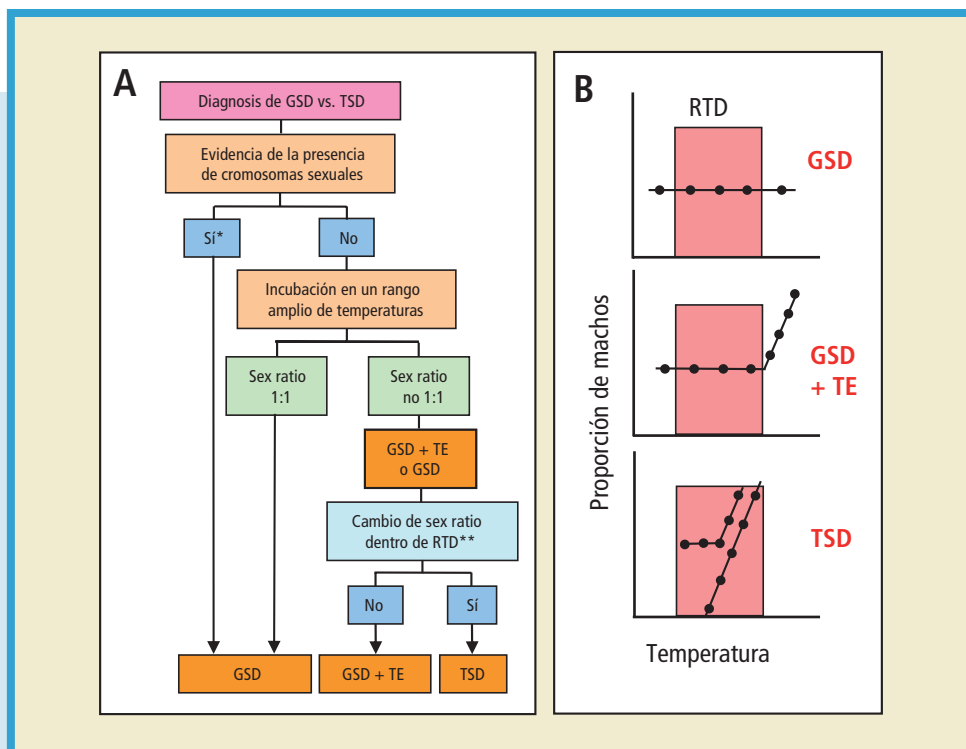 A
Diagnosis de GSD vs. TSD
Evidencia de la presencia
de cromosomas sexuales
Sí*
No
Incubación en un rango
amplio de temperaturas
Sex ratio
1:1
Sex ratio
no 1:1
GSD + TE
o GSD
Cambio de sex ratio
dentro de RTD**
No
Sí
GSD
GSD + TE
TSD
B
RTD
GSD
GSD
+ TE
TSD
Proporción de machos
Temperatura